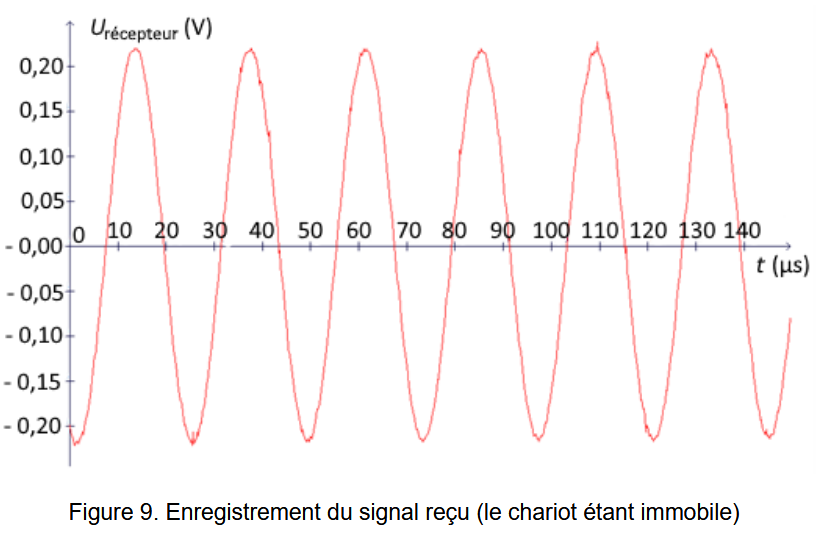 Urécepteur (V)
0,20
0,15
0,10
0,05
0 10 20 30 40 50 60 70 80 90 100 110 120 130 140
- 0,00
t (µs)
- 0,05
- 0,10
- 0,15
- 0,20
Figure 9. Enregistrement du signal reçu (le chariot étant immobile)